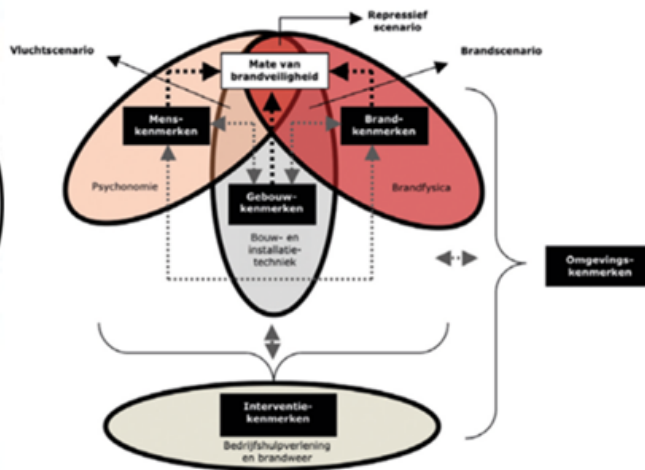 Repressief
scenario
Vluchtscenario
Brandscenario
Mate van
brandveiligheid
Mens-
kenmerken
Brand-
kenmerken
Psychonomie
Brandfysica
Gebouw-
kenmerken
Bouw- en
installatie-
techniek
Omgevings-
kenmerken
Interventie-
kenmerken
Bedrijfshulpverlening
en brandweer